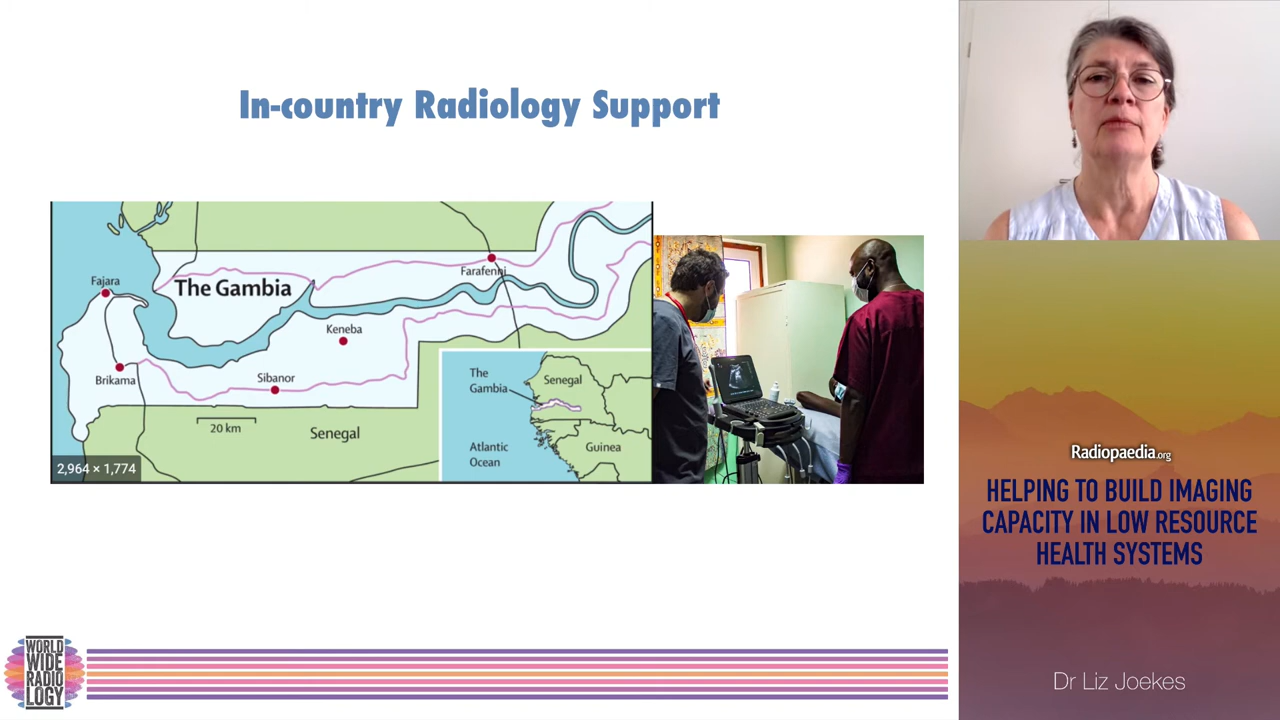 In-country Radiology Support
Fajara
The Gambia
Farafenni
Keneba
Brikama
Sibanor
20 km
Senegal
2,964 × 1,774
The
Gambia
Senegal
Atlantic
Ocean
Guinea
WORLD
WIDE
RADIO
LOGY
Radiopaedia.org
HELPING TO BUILD IMAGING
CAPACITY IN LOW RESOURCE
HEALTH SYSTEMS
Dr Liz Joekes